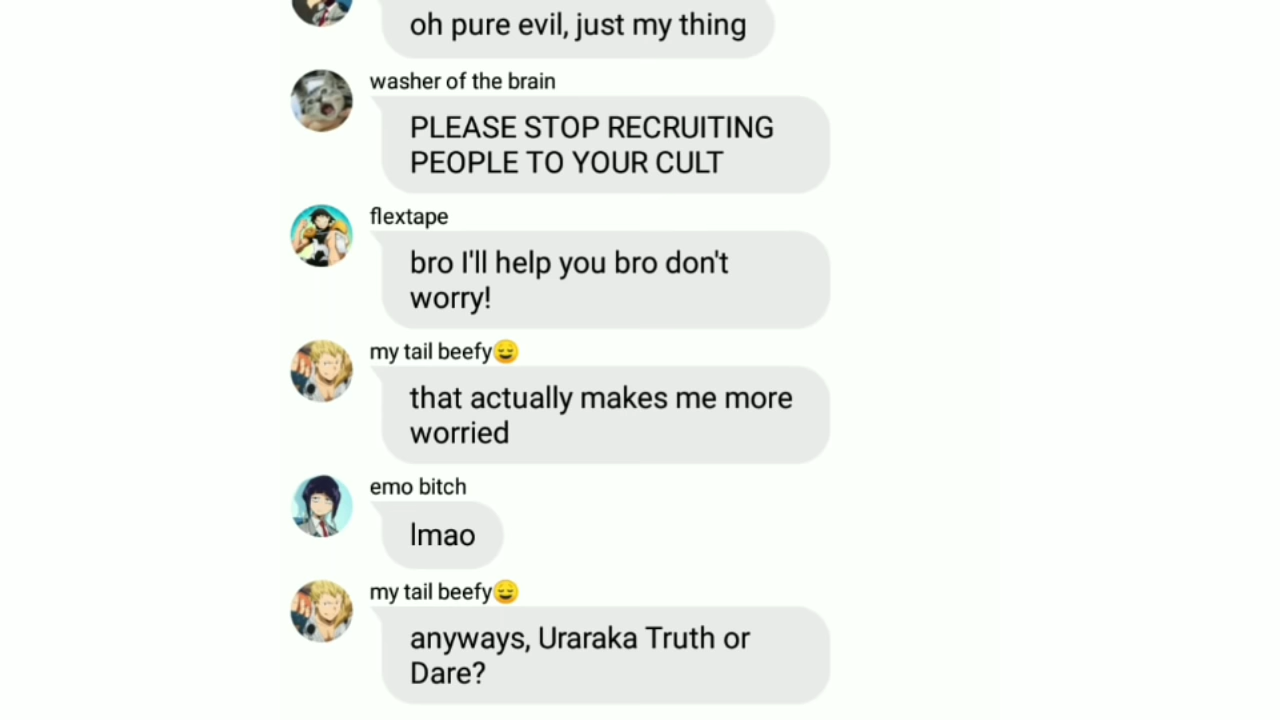 oh pure evil, just my thing
washer of the brain
PLEASE STOP RECRUITING
PEOPLE TO YOUR CULT
flextape
bro I'll help you bro don't
worry!
my tail beefy😌
that actually makes me more
worried
emo bitch
lmao
my tail beefy😌
anyways, Uraraka Truth or
Dare?